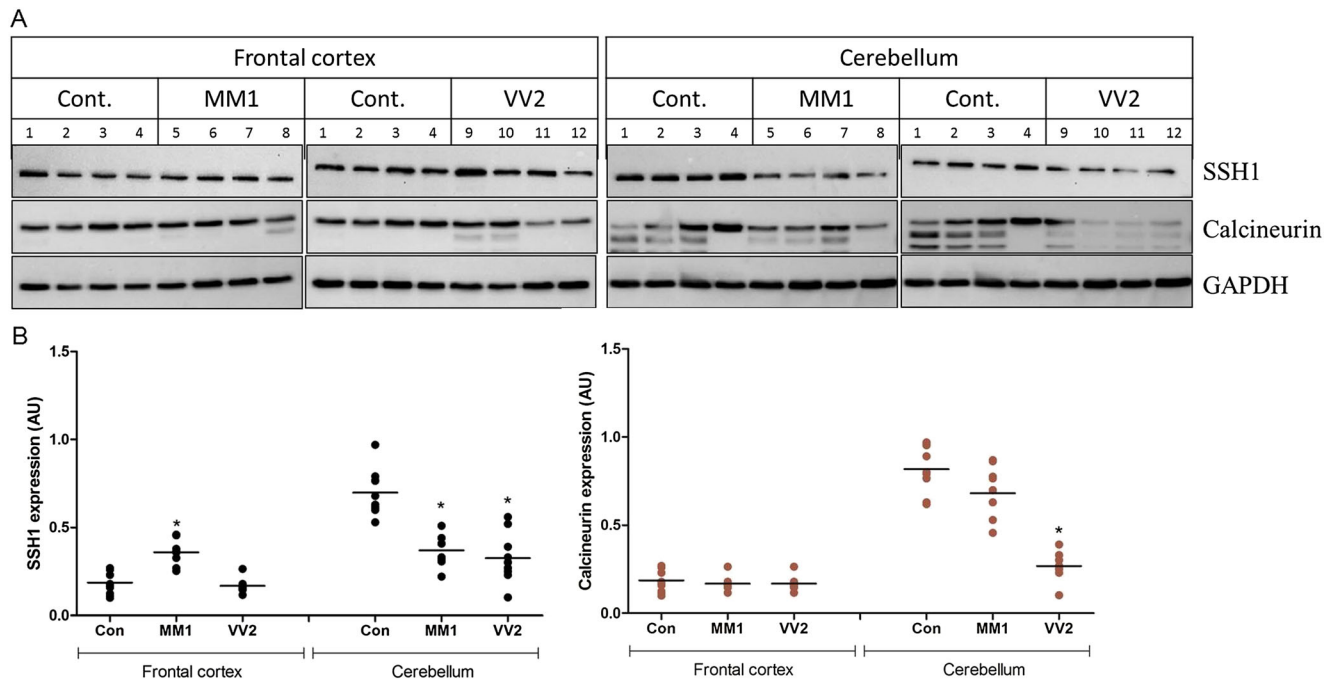 A
Frontal cortex Cerebellum
Cont. MM1 Cont. VV2 Cont. MM1 Cont. VV2
1 2 3 4 5 6 7 8 1 2 3 4 9 10 11 12 1 2 3 4 5 6 7 8 1 2 3 4 9 10 11 12
SSH1
Calcineurin
GAPDH
B
SSH1 expression (AU)
1.5
1.0
0.5
0.0
*
*
*
Con MM1 VV2 Con MM1 VV2
Frontal cortex Cerebellum
Calcineurin expression (AU)
1.5
1.0
0.5
0.0
*
Con MM1 VV2 Con MM1 VV2
Frontal cortex Cerebellum